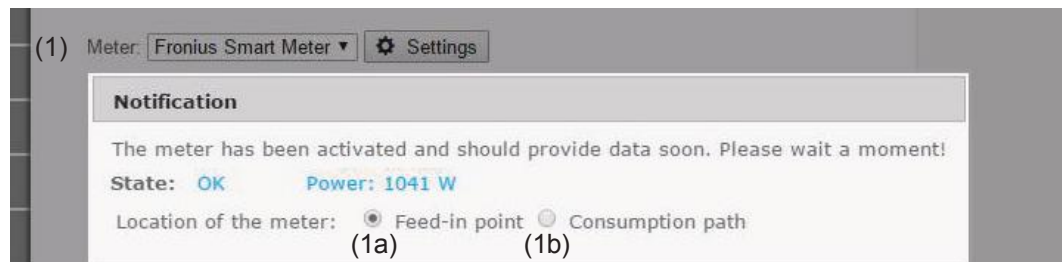 (1) Meter: Fronius Smart Meter ▼ Settings
Notification
The meter has been activated and should provide data soon. Please wait a moment!
State: OK Power: 1041 W
Location of the meter: Feed-in point Consumption path
(1a) (1b)